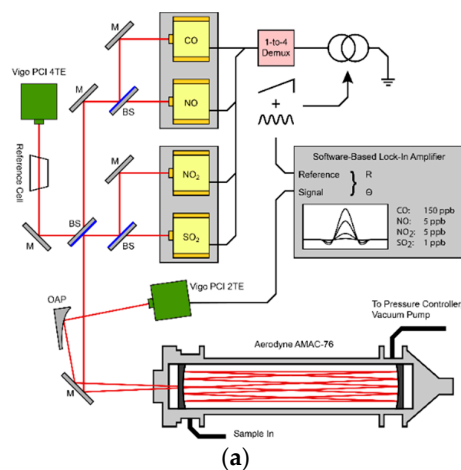 M
CO
1-to-4
Demux
Vigo PCI 4TE
M
NO
BS
+
Reference Cell
M
NO₂
Software-Based Lock-In Amplifier
Reference } R
Signal Θ
CO: 150 ppb
NO: 5 ppb
NO₂: 5 ppb
SO₂: 1 ppb
M
BS
BS
SO₂
Vigo PCI 2TE
OAP
To Pressure Controller/
Vacuum Pump
Aerodyne AMAC-76
M
Sample In
(a)